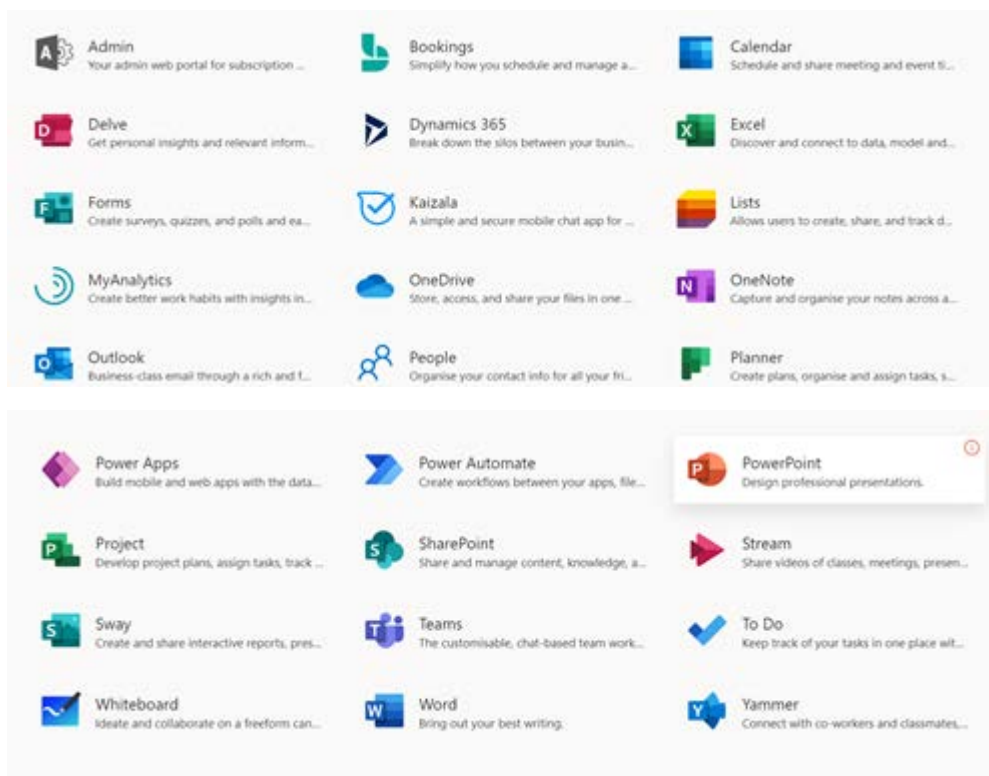 Admin
Your admin web portal for subscription ...
Bookings
Simplify how you schedule and manage a...
Calendar
Schedule and share meeting and event ti...
Delve
Get personal insights and relevant inform...
Dynamics 365
Break down the silos between your busin...
Excel
Discover and connect to data, model and...
Forms
Create surveys, quizzes, and polls and ea...
Kaizala
A simple and secure mobile chat app for ...
Lists
Allows users to create, share, and track d...
MyAnalytics
Create better work habits with insights in...
OneDrive
Store, access, and share your files in one ...
OneNote
Capture and organise your notes across a...
Outlook
Business-class email through a rich and f...
People
Organise your contact info for all your fri...
Planner
Create plans, organise and assign tasks, s...
Power Apps
Build mobile and web apps with the data...
Power Automate
Create workflows between your apps, file...
PowerPoint
Design professional presentations.
Project
Develop project plans, assign tasks, track ...
SharePoint
Share and manage content, knowledge, a...
Stream
Share videos of classes, meetings, presen...
Sway
Create and share interactive reports, pres...
Teams
The customisable, chat-based team work...
To Do
Keep track of your tasks in one place wit...
Whiteboard
Ideate and collaborate on a freeform can...
Word
Bring out your best writing.
Yammer
Connect with co-workers and classmates,...